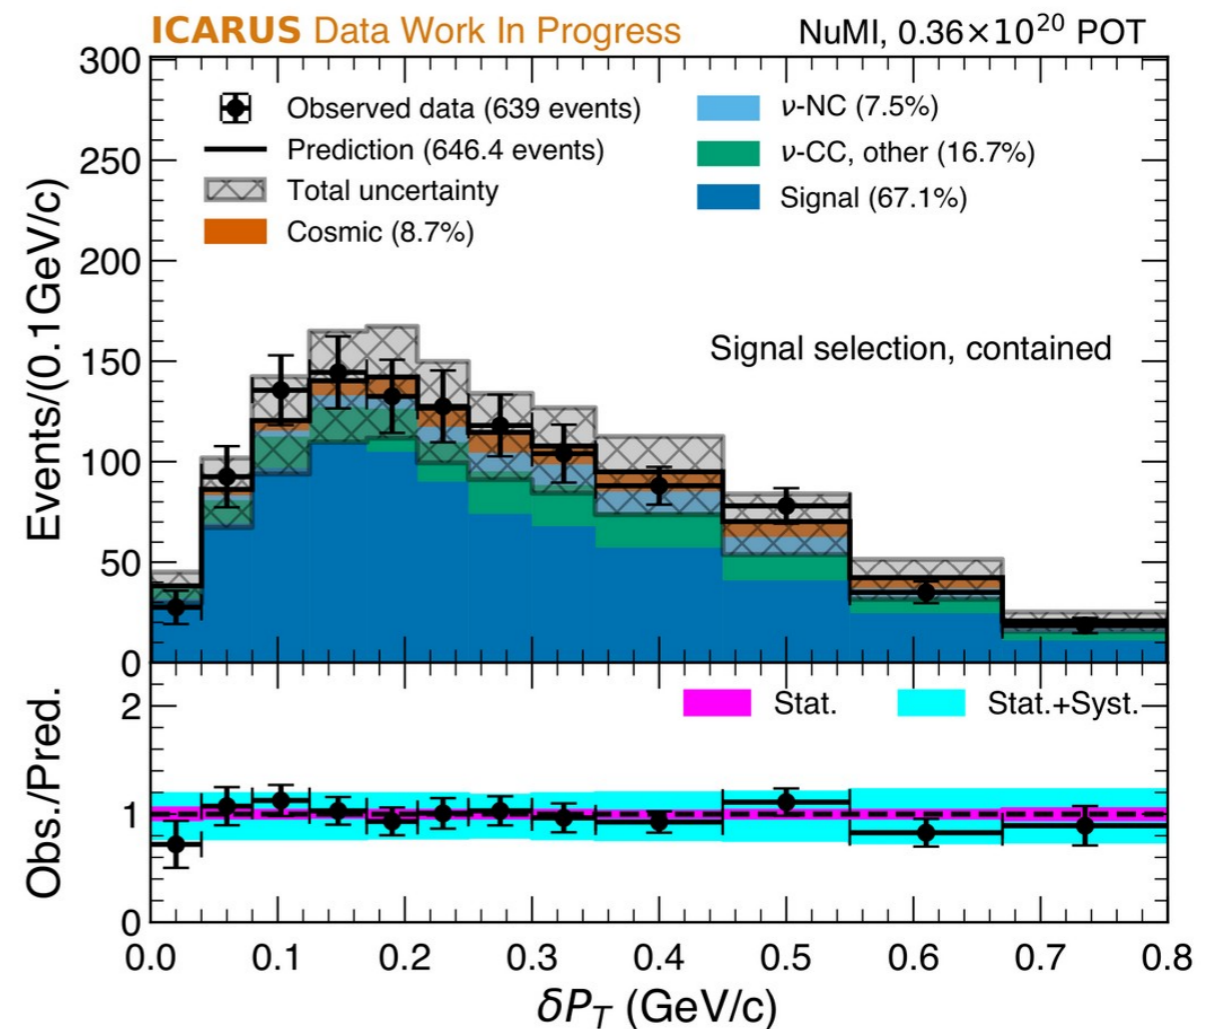 ICARUS Data Work In Progress NuMI, 0.36×10²⁰ POT
300
250
200
150
100
50
0
Events/(0.1GeV/c)
Observed data (639 events)
Prediction (646.4 events)
Total uncertainty
Cosmic (8.7%)
ν-NC (7.5%)
ν-CC, other (16.7%)
Signal (67.1%)
Signal selection, contained
2
1
0
Obs./Pred.
Stat. Stat.+Syst.
0.0 0.1 0.2 0.3 0.4 0.5 0.6 0.7 0.8
δP_T (GeV/c)